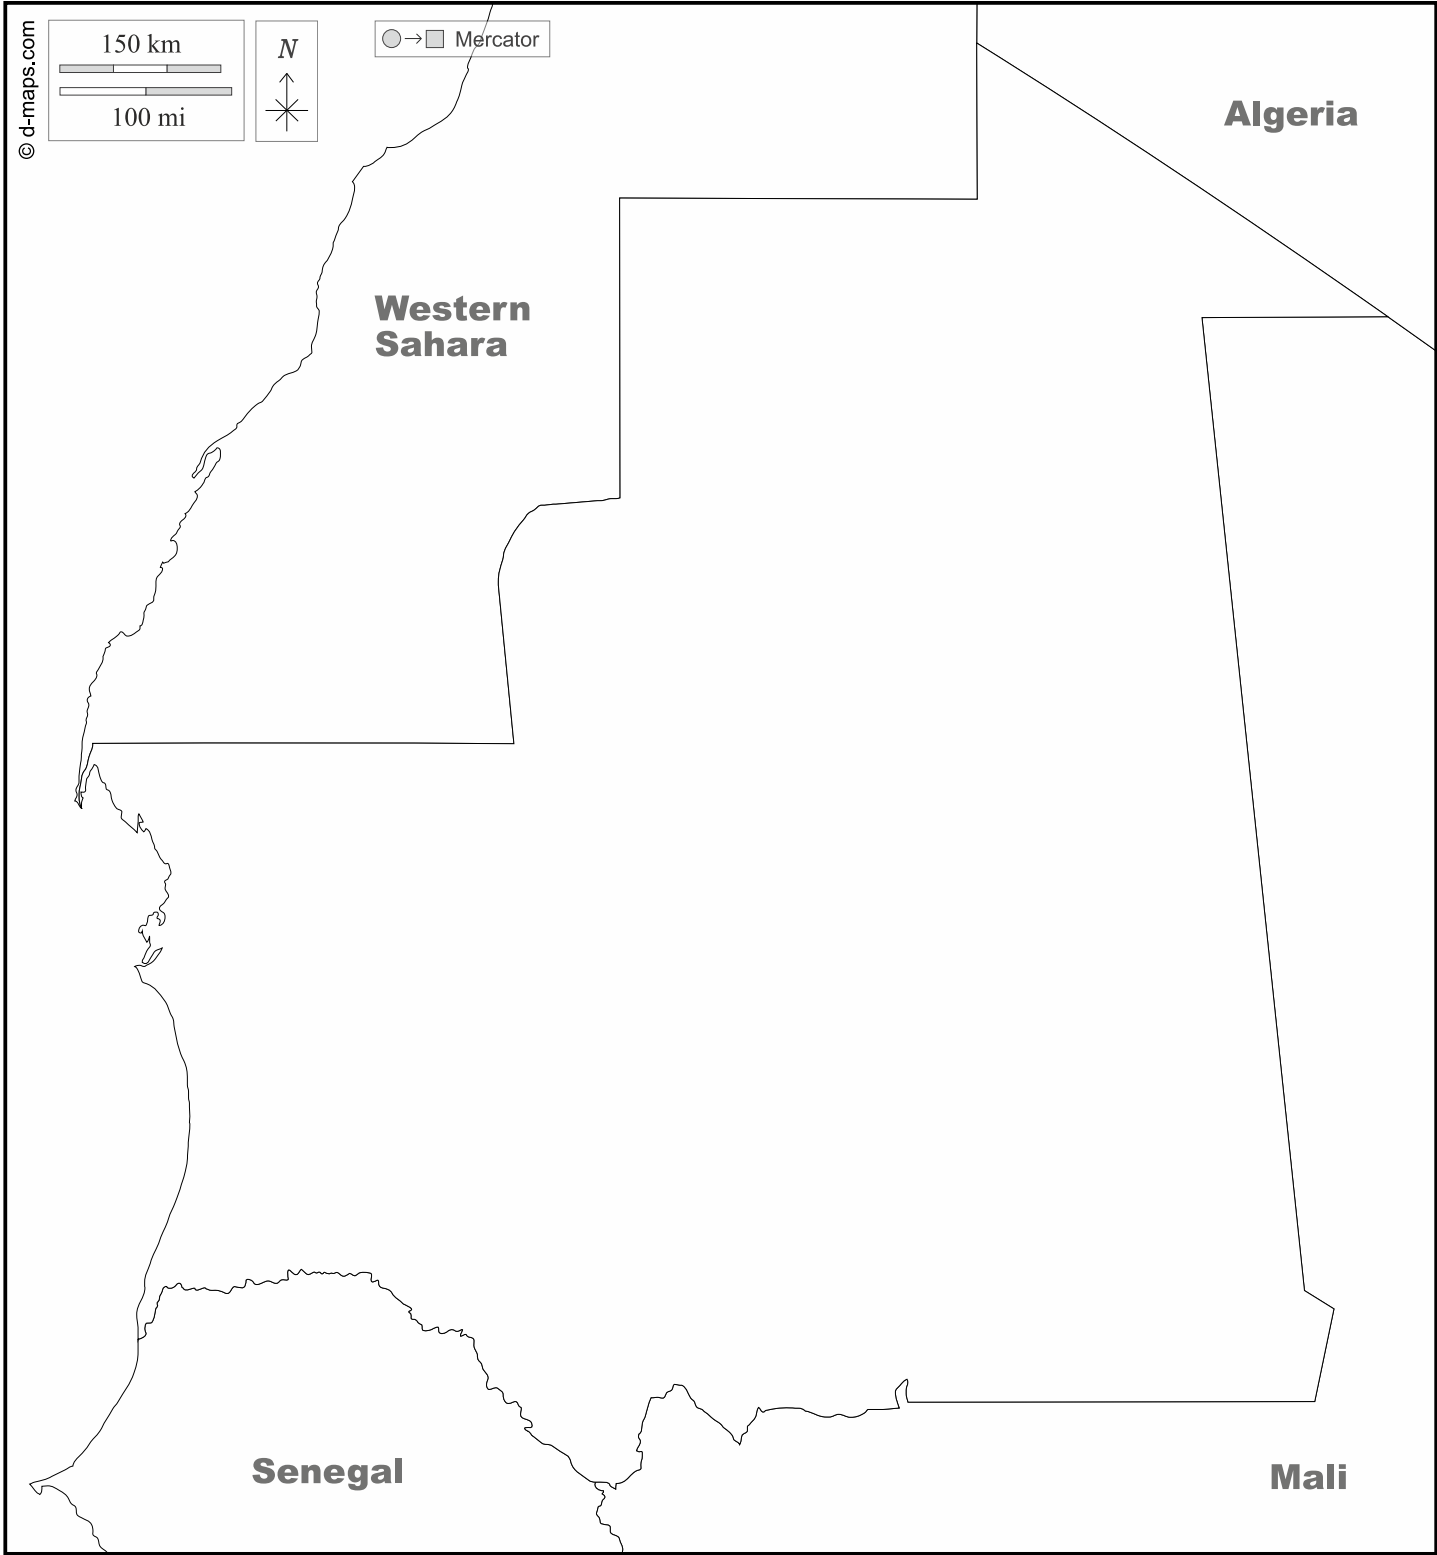 © d-maps.com
150 km
100 mi
N
Mercator
Algeria
Western
Sahara
Senegal
Mali